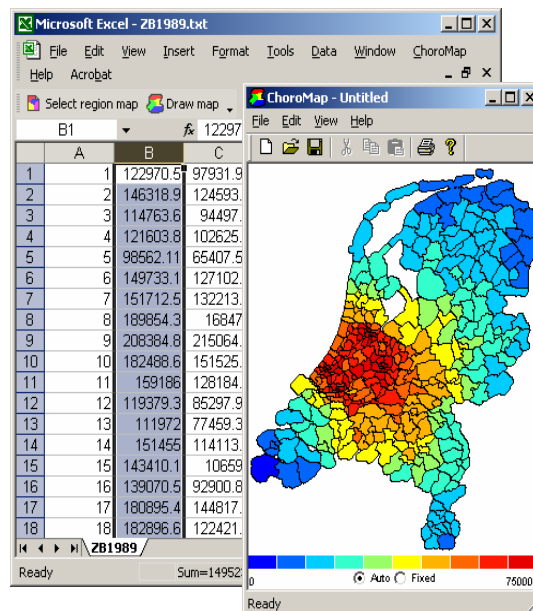 Microsoft Excel - ZB1989.txt
File Edit View Insert Format Tools Data Window ChoroMap
Help Acrobat
Select region map Draw map
B1 fx 12297
A B C
1 1 122970.5 97931.9
2 2 146318.9 124593.
3 3 114763.6 94497.
4 4 121603.8 102625.
5 5 98562.11 65407.5
6 6 149733.1 127102.
7 7 151712.5 132213.
8 8 189854.3 16847
9 9 208384.8 215064.
10 10 182488.6 151525.
11 11 159186 128184.
12 12 119379.3 85297.9
13 13 111972 77459.3
14 14 151455 114113.
15 15 143410.1 10659
16 16 139070.5 92900.8
17 17 180895.4 144817.
18 18 182896.6 122421.
ZB1989
Ready Sum=14952
ChoroMap - Untitled
File Edit View Help
0 Auto Fixed 75000
Ready